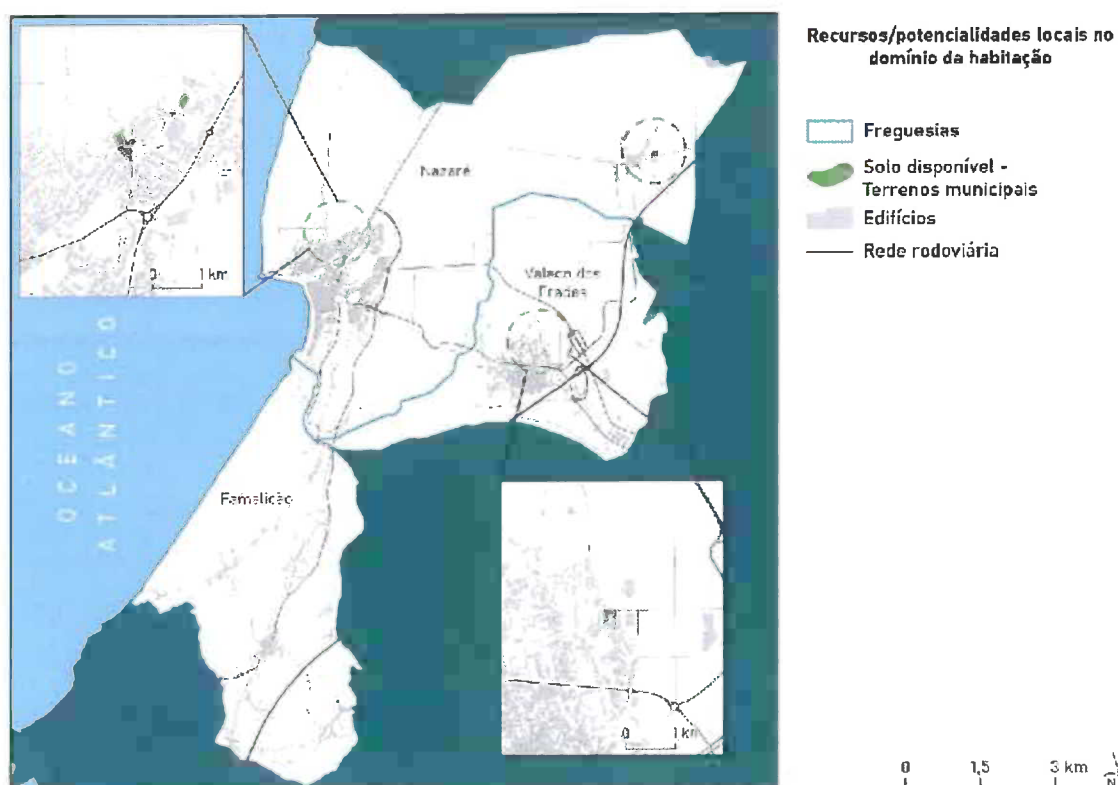 Recursos/potencialidades locais no
domínio da habitação
Freguesias
Solo disponível -
Terrenos municipais
Edifícios
Rede rodoviária
0 1 km
Nazaré
Valado dos
Frades
OCEANO
ATLÂNTICO
Famalicão
0 1 km
0 1,5 3 km